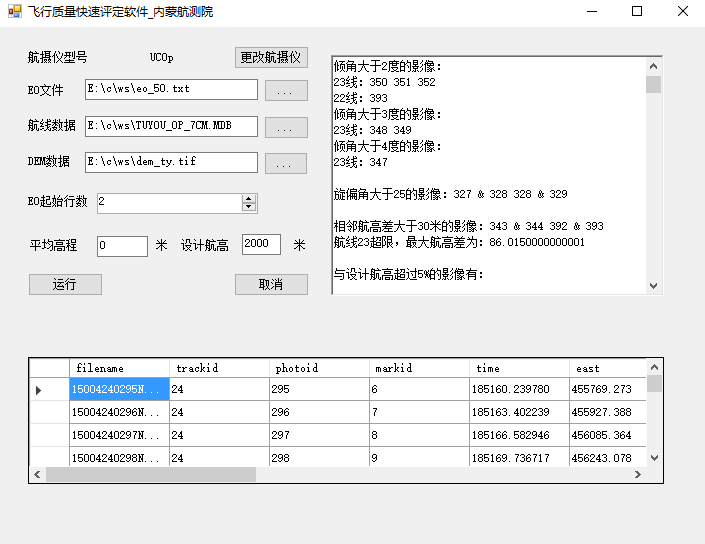 飞行质量快速评定软件_内蒙航测院
航摄仪型号 UCOp 更改航摄仪
EO文件 E:\c\ws\eo_50.txt ...
航线数据 E:\c\ws\TUYOU_OP_7CM.MDB ...
DEM数据 E:\c\ws\dem_ty.tif ...
EO起始行数 2
平均高程 0 米 设计航高 2000 米
运行 取消
倾角大于2度的影像:
23线: 350 351 352
22线: 393
倾角大于3度的影像:
23线: 348 349
倾角大于4度的影像:
23线: 347
旋偏角大于25的影像: 327 & 328 328 & 329
相邻航高差大于30米的影像: 343 & 344 392 & 393
航线23超限，最大航高差为: 86.0150000000001
与设计航高超过5%的影像有:
filename trackid photoid markid time east
15004240295N... 24 295 6 185160.239780 455769.273
15004240296N... 24 296 7 185163.402239 455927.388
15004240297N... 24 297 8 185166.582946 456085.364
15004240298N... 24 298 9 185169.736717 456243.078